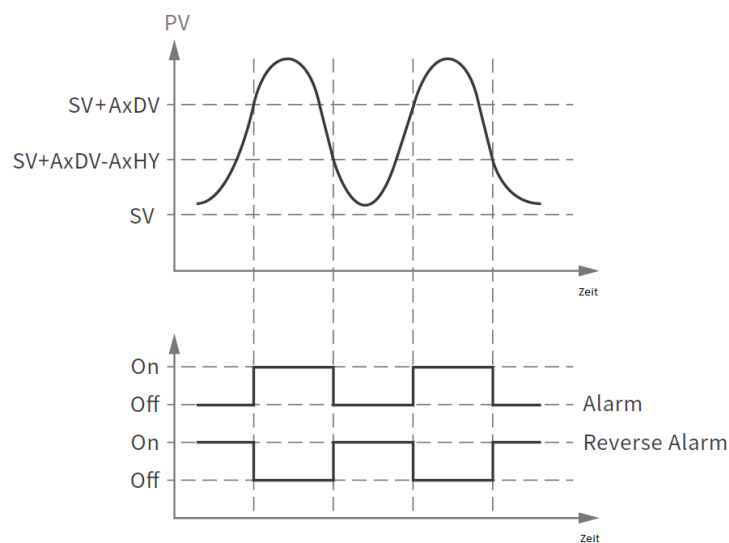 PV
SV+AxDV
SV+AxDV-AxHY
SV
Zeit
On
Off
Alarm
On
Reverse Alarm
Off
Zeit